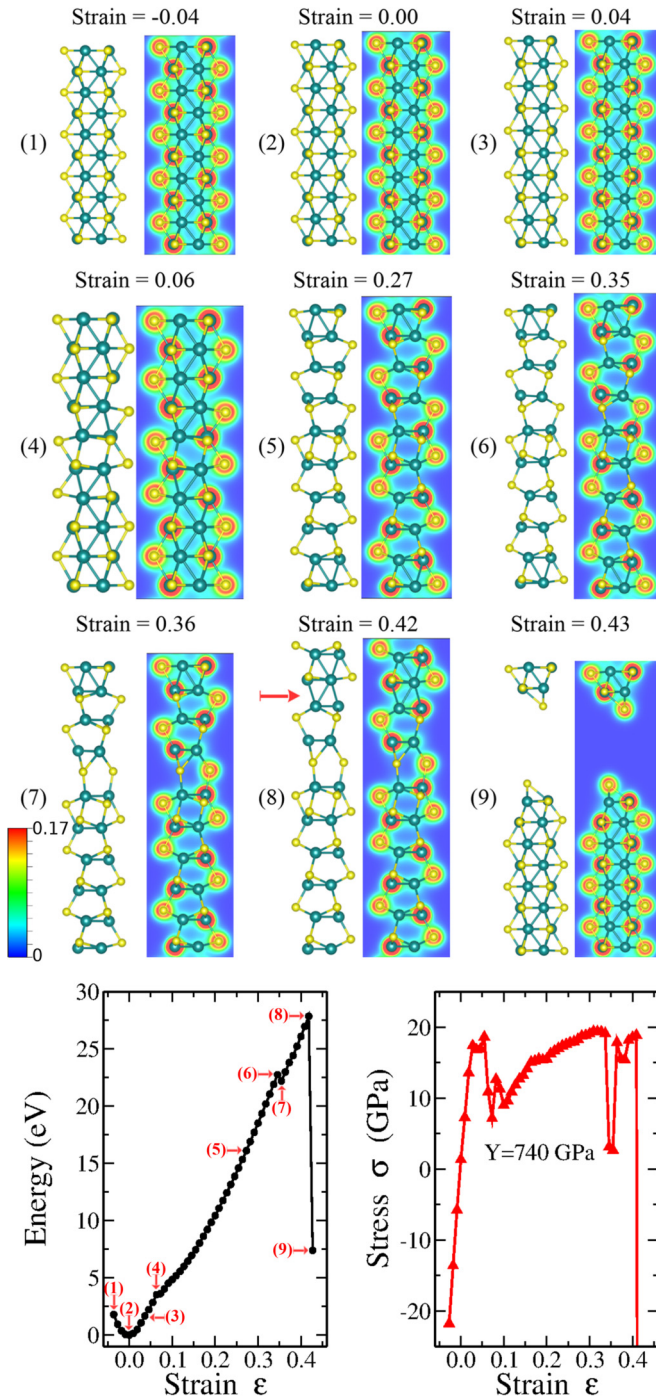 Strain = -0.04
Strain = 0.00
Strain = 0.04
(1)
(2)
(3)
Strain = 0.06
Strain = 0.27
Strain = 0.35
(4)
(5)
(6)
Strain = 0.36
Strain = 0.42
Strain = 0.43
(7)
(8)
(9)
0.17
0
Energy (eV)
30
25
20
15
10
5
0
(8)
(6)
(7)
(5)
(4)
(1)
(2)
(3)
(9)
0.0 0.1 0.2 0.3 0.4
Strain ε
Stress σ (GPa)
20
10
0
-10
-20
Y=740 GPa
0.0 0.1 0.2 0.3 0.4
Strain ε